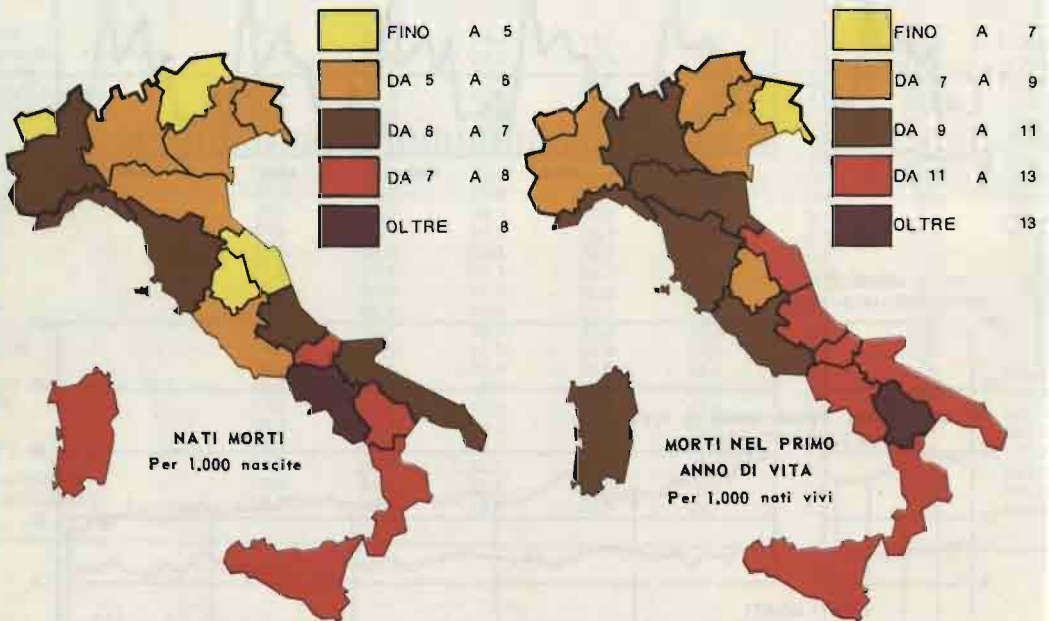 FINO A 5
DA 5 A 6
DA 6 A 7
DA 7 A 8
OLTRE 8
NATI MORTI
Per 1.000 nascite
FINO A 7
DA 7 A 9
DA 9 A 11
DA 11 A 13
OLTRE 13
MORTI NEL PRIMO
ANNO DI VITA
Per 1.000 nati vivi